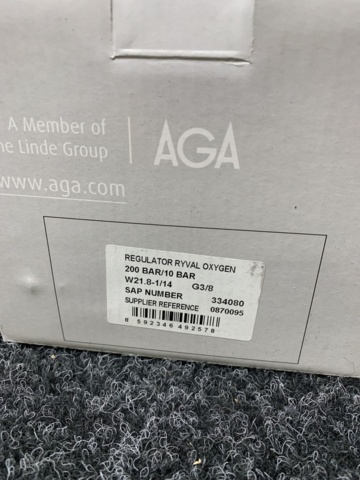 A Member of
he Linde Group
AGA
www.aga.com
REGULATOR RYVAL OXYGEN
200 BAR/10 BAR
W21.8-1/14 G3/8
SAP NUMBER 334080
SUPPLIER REFERENCE 0870095
8 592346 492578